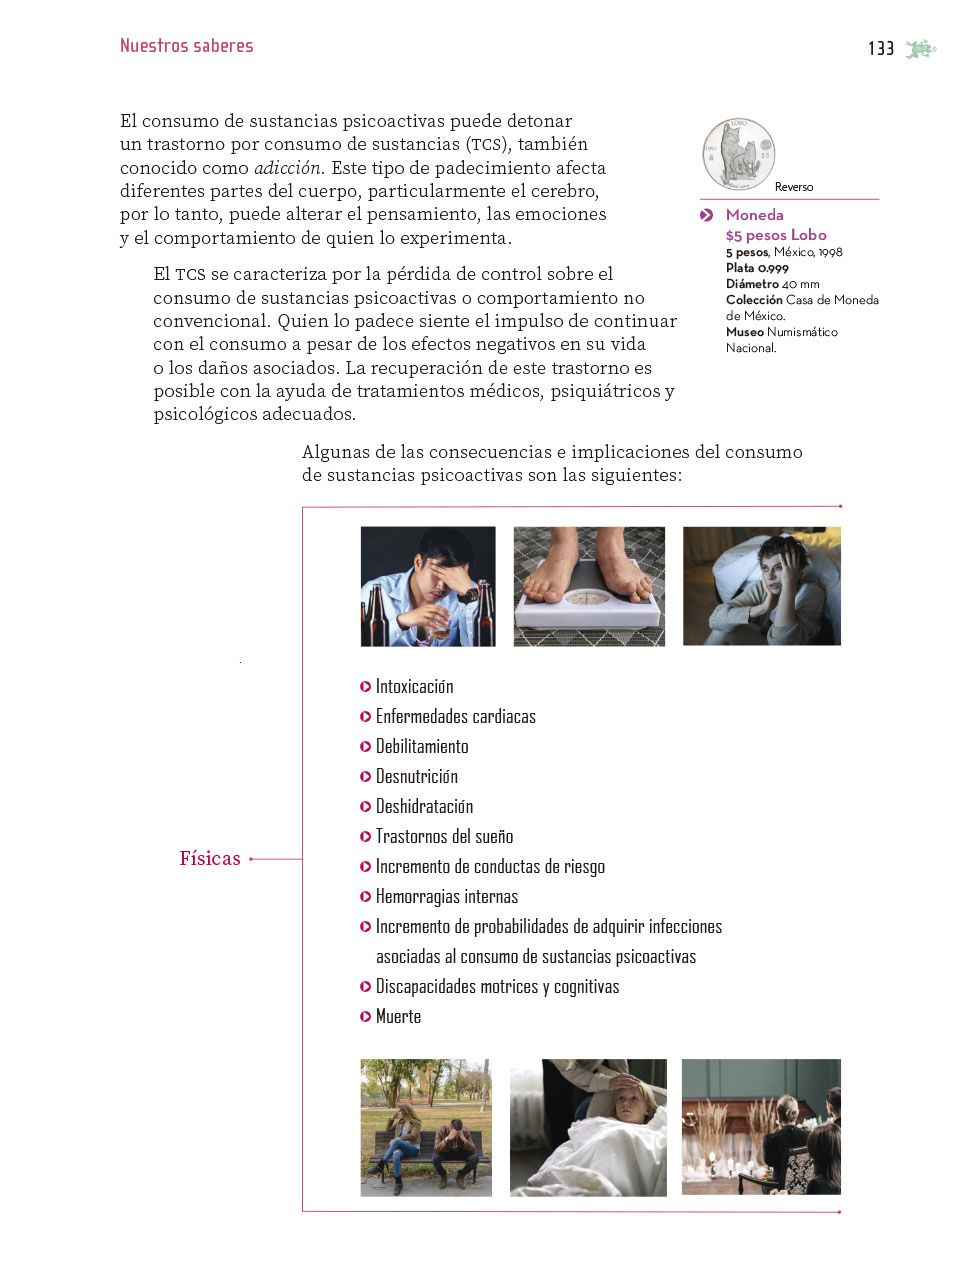 Nuestros saberes
133
El consumo de sustancias psicoactivas puede detonar
un trastorno por consumo de sustancias (TCS), también
conocido como adicción. Este tipo de padecimiento afecta
diferentes partes del cuerpo, particularmente el cerebro,
por lo tanto, puede alterar el pensamiento, las emociones
y el comportamiento de quien lo experimenta.
Reverso
Moneda
$5 pesos Lobo
5 pesos, México, 1998
Plata 0.999
Diámetro 40 mm
Colección Casa de Moneda
de México.
Museo Numismático
Nacional.
El TCS se caracteriza por la pérdida de control sobre el
consumo de sustancias psicoactivas o comportamiento no
convencional. Quien lo padece siente el impulso de continuar
con el consumo a pesar de los efectos negativos en su vida
o los daños asociados. La recuperación de este trastorno es
posible con la ayuda de tratamientos médicos, psiquiátricos y
psicológicos adecuados.
Algunas de las consecuencias e implicaciones del consumo
de sustancias psicoactivas son las siguientes:
Físicas
Intoxicación
Enfermedades cardiacas
Debilitamiento
Desnutrición
Deshidratación
Trastornos del sueño
Incremento de conductas de riesgo
Hemorragias internas
Incremento de probabilidades de adquirir infecciones
asociadas al consumo de sustancias psicoactivas
Discapacidades motrices y cognitivas
Muerte